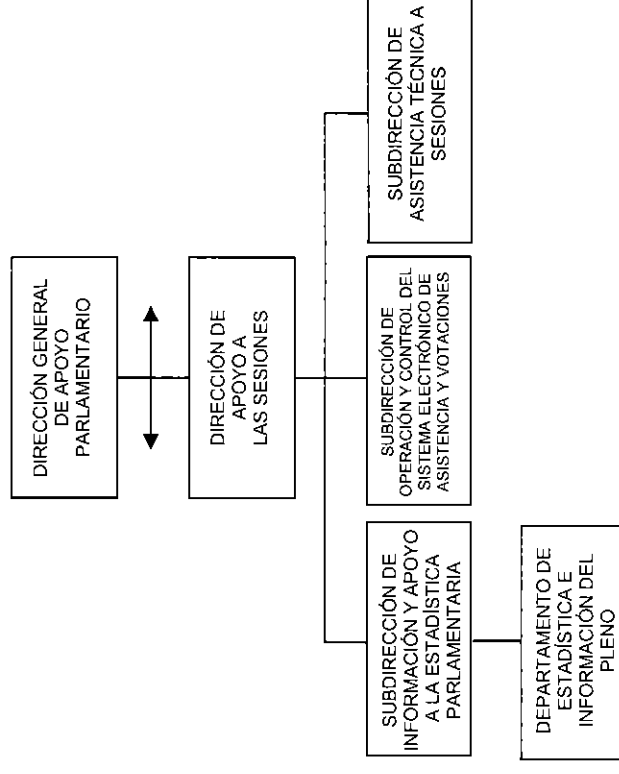 DIRECCIÓN GENERAL
DE APOYO
PARLAMENTARIO
DIRECCIÓN DE
APOYO A
LAS SESIONES
SUBDIRECCIÓN DE
INFORMACIÓN Y APOYO
A LA ESTADÍSTICA
PARLAMENTARIA
SUBDIRECCIÓN DE
OPERACIÓN Y CONTROL DEL
SISTEMA ELECTRÓNICO DE
ASISTENCIA Y VOTACIONES
SUBDIRECCIÓN DE
ASISTENCIA TÉCNICA A
SESIONES
DEPARTAMENTO DE
ESTADÍSTICA E
INFORMACIÓN DEL
PLENO